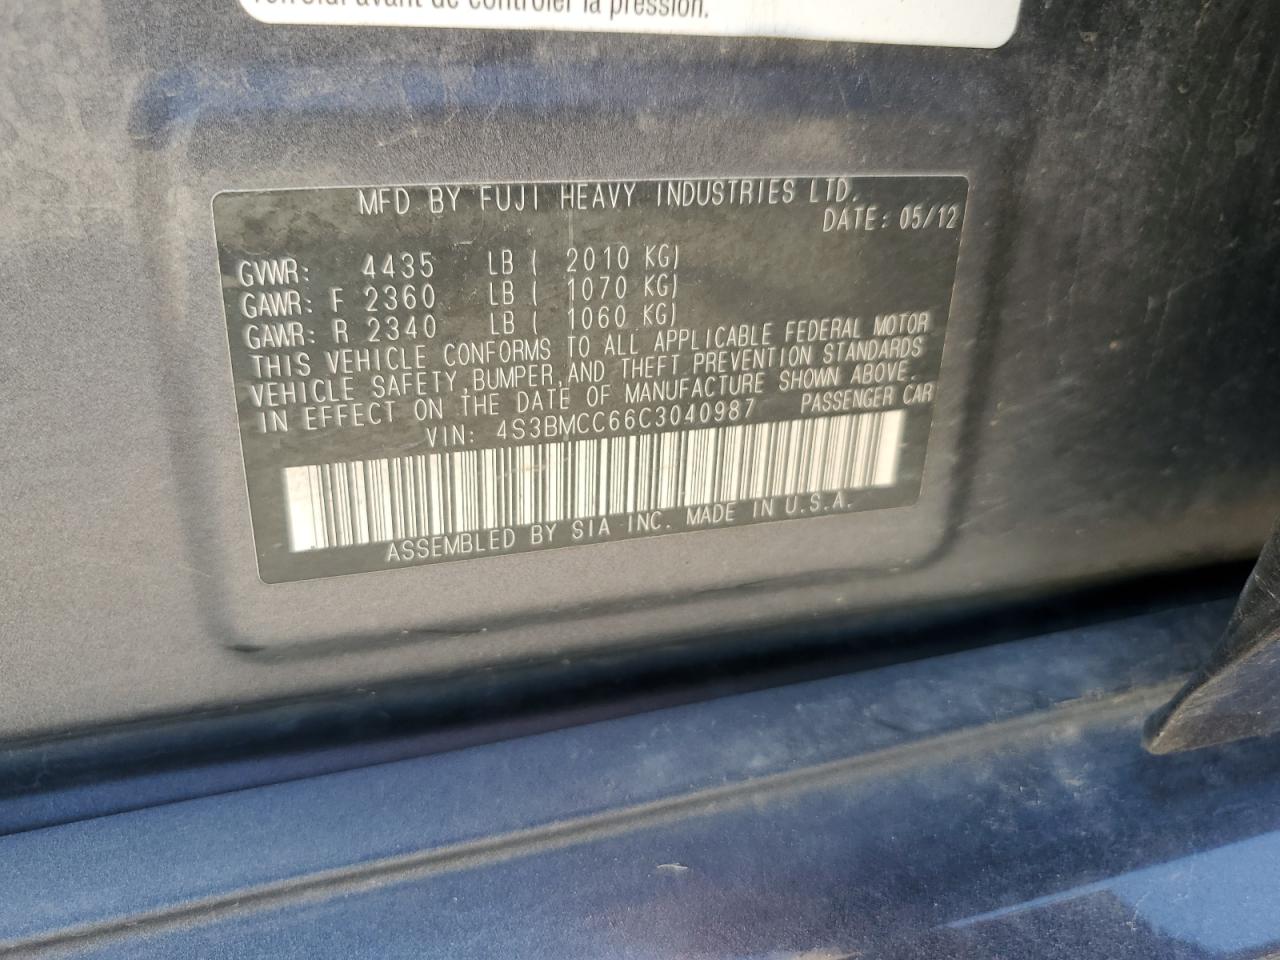 avant de contrôler la pression.
MFD BY FUJI HEAVY INDUSTRIES LTD.
DATE: 05/12
GVWR: 4435 LB ( 2010 KG)
GAWR: F 2360 LB ( 1070 KG)
GAWR: R 2340 LB ( 1060 KG)
THIS VEHICLE CONFORMS TO ALL APPLICABLE FEDERAL MOTOR
VEHICLE SAFETY, BUMPER, AND THEFT PREVENTION STANDARDS
IN EFFECT ON THE DATE OF MANUFACTURE SHOWN ABOVE.
VIN: 4S3BMCC66C3040987 PASSENGER CAR
ASSEMBLED BY SIA INC. MADE IN U.S.A.